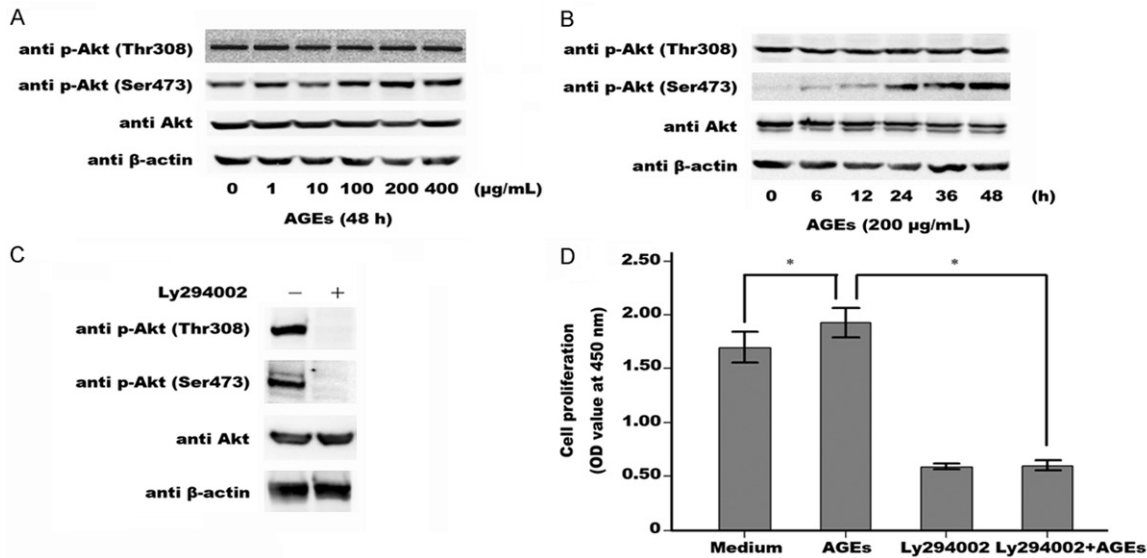 A
anti p-Akt (Thr308)
anti p-Akt (Ser473)
anti Akt
anti β-actin
0 1 10 100 200 400 (µg/mL)
AGEs (48 h)
B
anti p-Akt (Thr308)
anti p-Akt (Ser473)
anti Akt
anti β-actin
0 6 12 24 36 48 (h)
AGEs (200 µg/mL)
C
Ly294002 − +
anti p-Akt (Thr308)
anti p-Akt (Ser473)
anti Akt
anti β-actin
D
Cell proliferation
(OD value at 450 nm)
2.50
2.00
1.50
1.00
0.50
0
* *
Medium AGEs Ly294002 Ly294002+AGEs